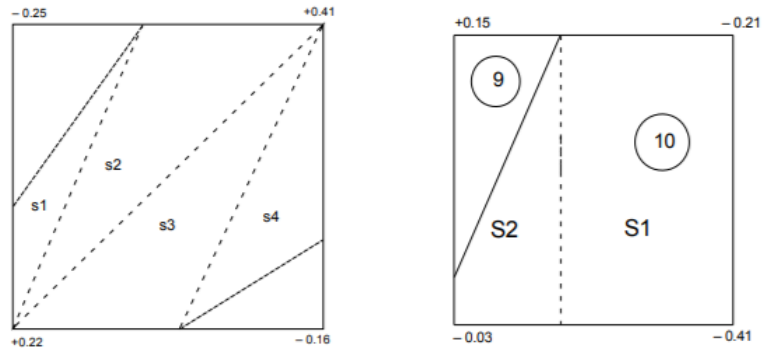 – 0.25
+0.41
s1
s2
s3
s4
+0.22
– 0.16
+0.15
– 0.21
9
10
S2
S1
– 0.03
– 0.41